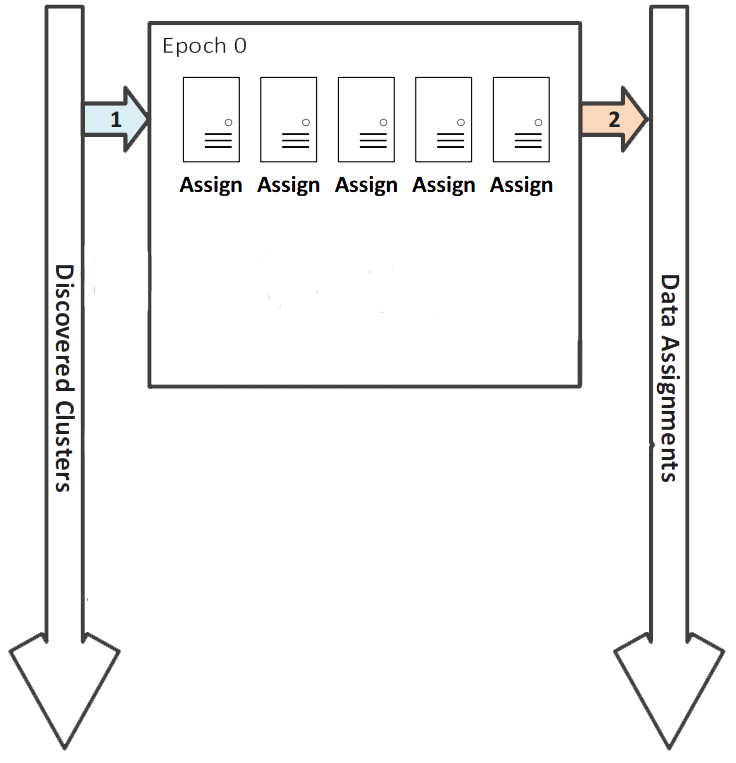 Epoch 0
1
2
Assign Assign Assign Assign Assign
Discovered Clusters
Data Assignments